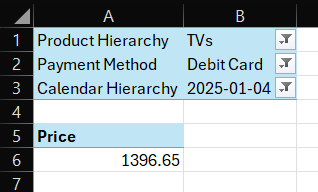 A B
1 Product Hierarchy TVs
2 Payment Method Debit Card
3 Calendar Hierarchy 2025-01-04
4
5 Price
6 1396.65
7